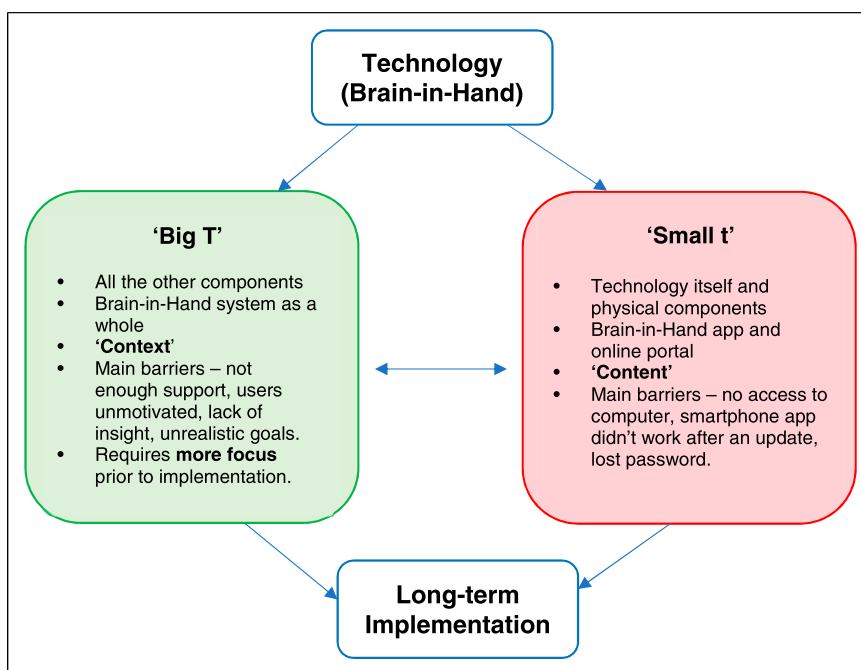 Technology
(Brain-in-Hand)
‘Big T’
• All the other components
• Brain-in-Hand system as a
whole
• ‘Context’
• Main barriers – not
enough support, users
unmotivated, lack of
insight, unrealistic goals.
• Requires more focus
prior to implementation.
‘Small t’
• Technology itself and
physical components
• Brain-in-Hand app and
online portal
• ‘Content’
• Main barriers – no access to
computer, smartphone app
didn’t work after an update,
lost password.
Long-term
Implementation